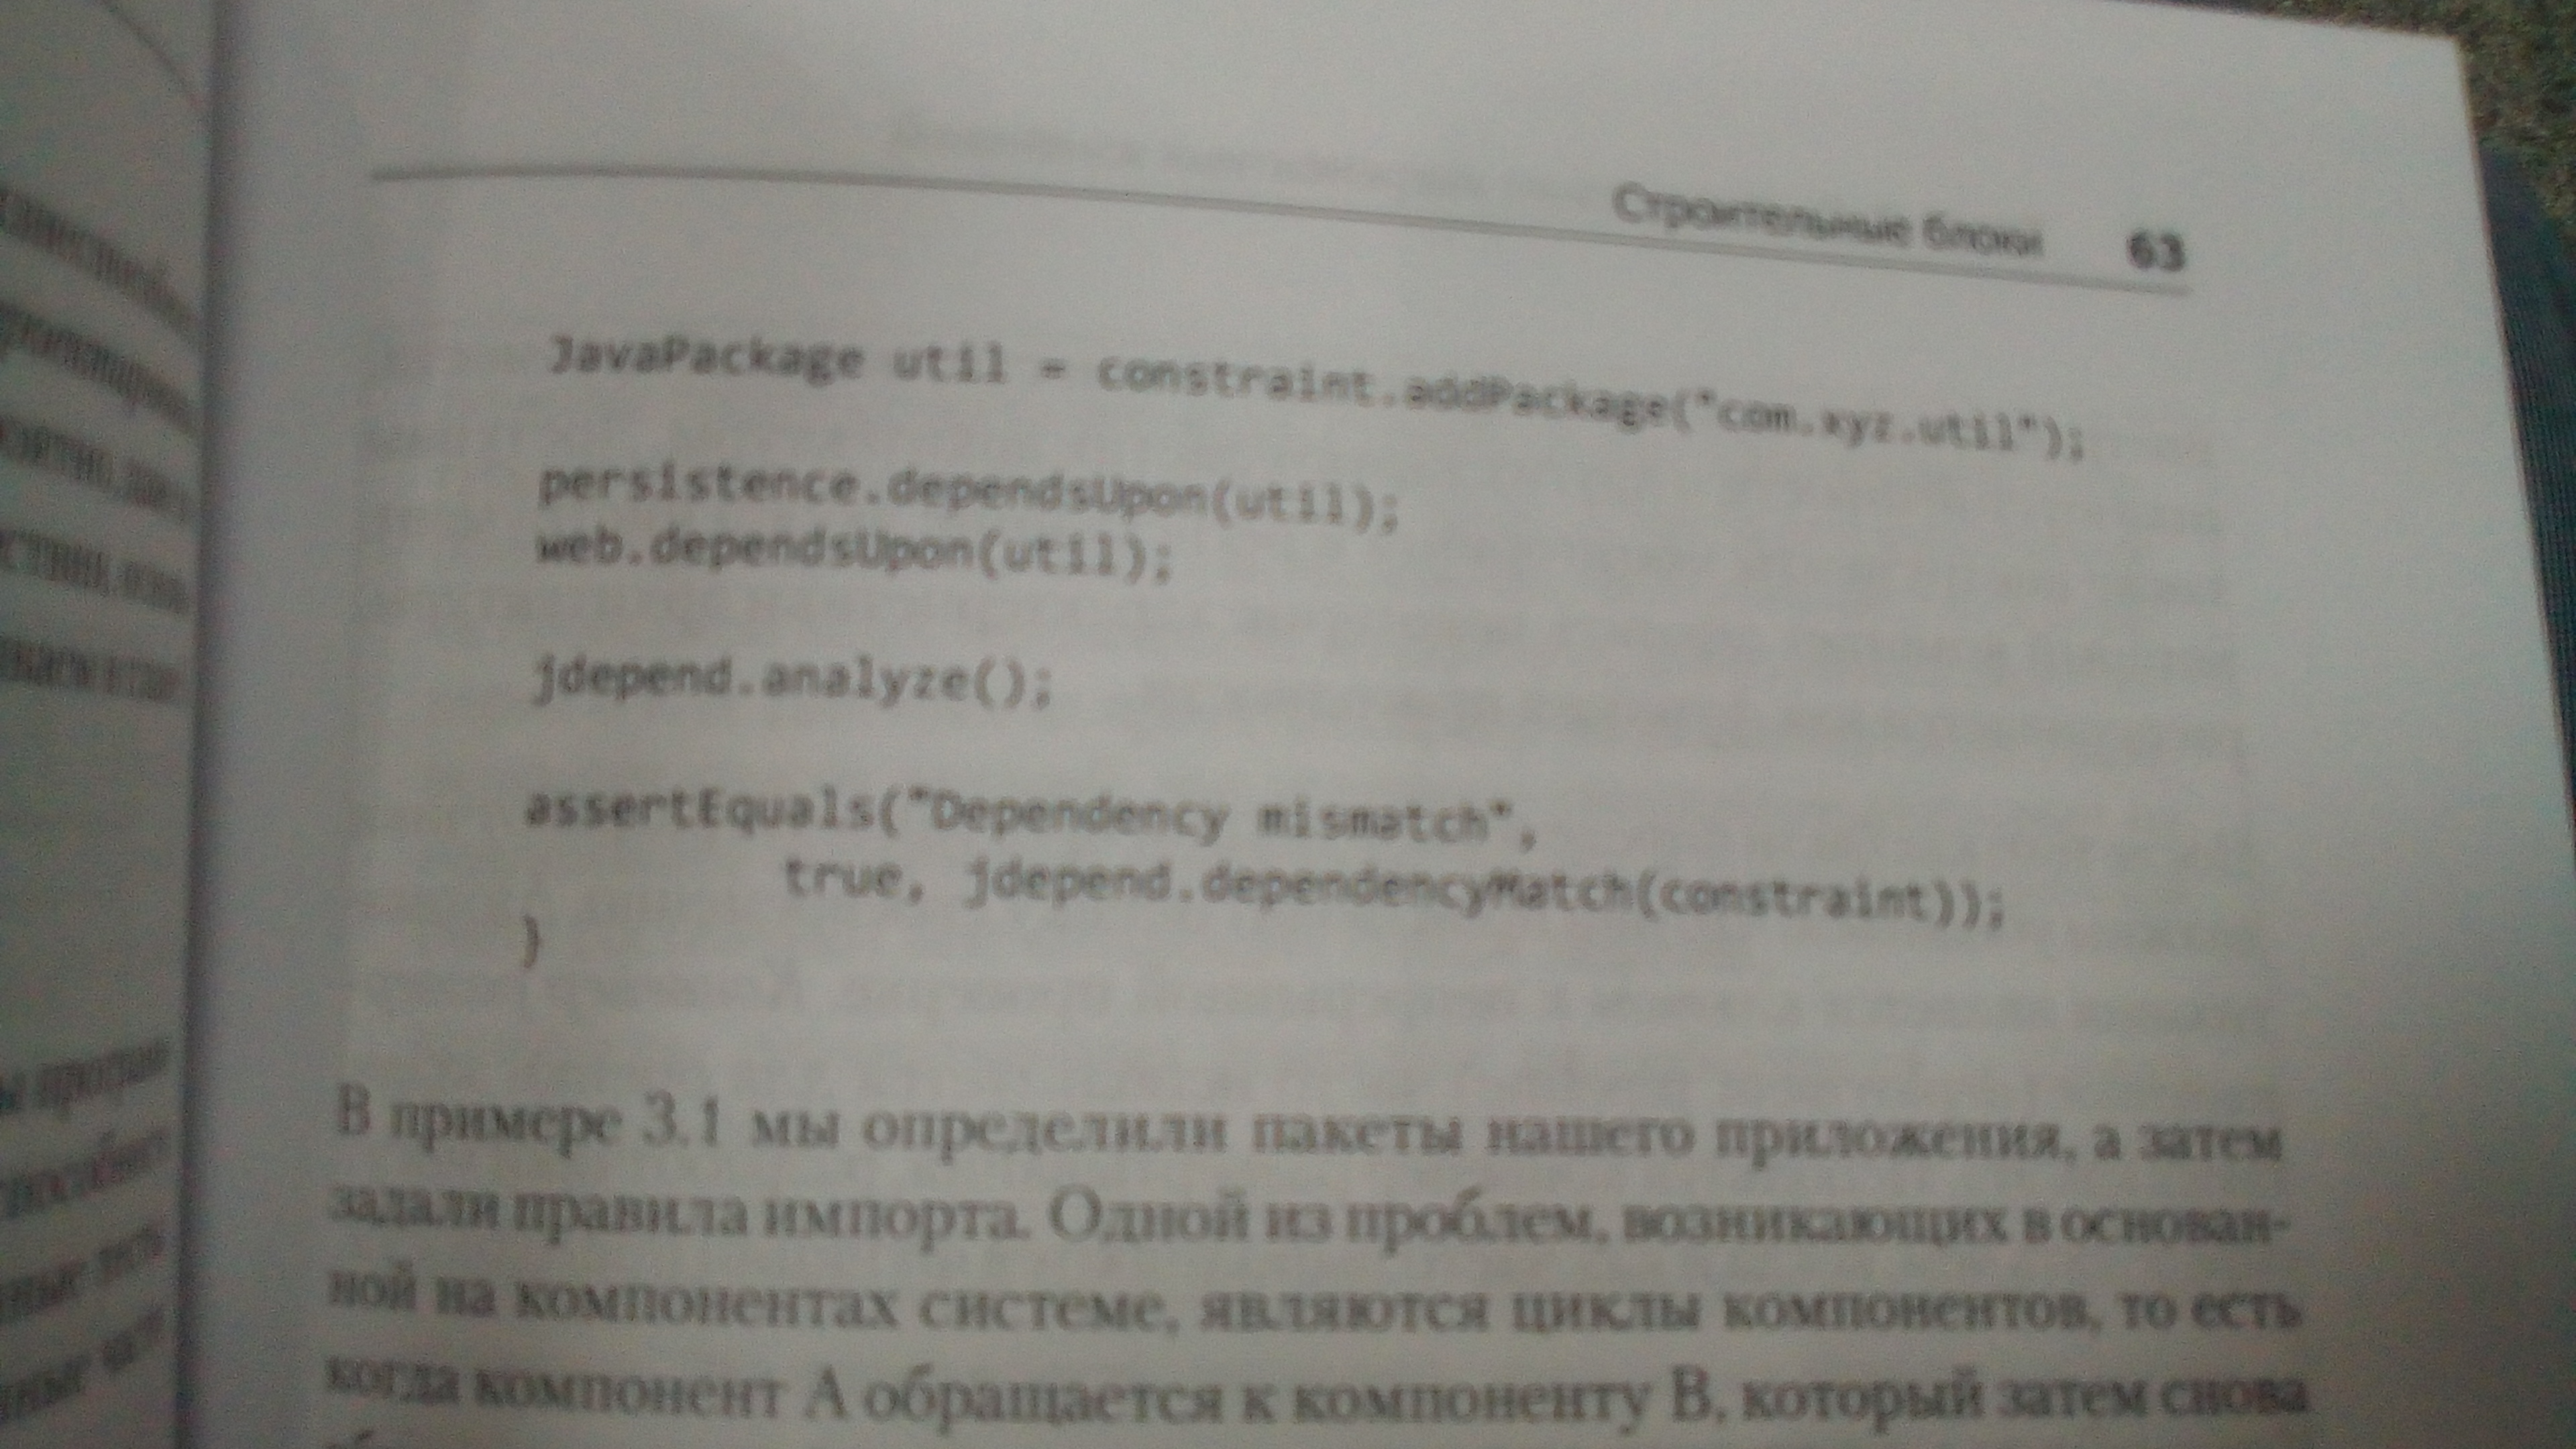 Строительные блоки 63
JavaPackage util = constraint.addPackage("com.xyz.util");
persistence.dependsUpon(util);
web.dependsUpon(util);
jdepend.analyze();
assertEquals("Dependency mismatch",
true, jdepend.dependencyMatch(constraint));
}
В примере 3.1 мы определили пакеты нашего приложения, а затем
задали правила импорта. Одной из проблем, возникающих в основан-
ной на компонентах системе, являются циклы компонентов, то есть
когда компонент A обращается к компоненту B, который затем снова